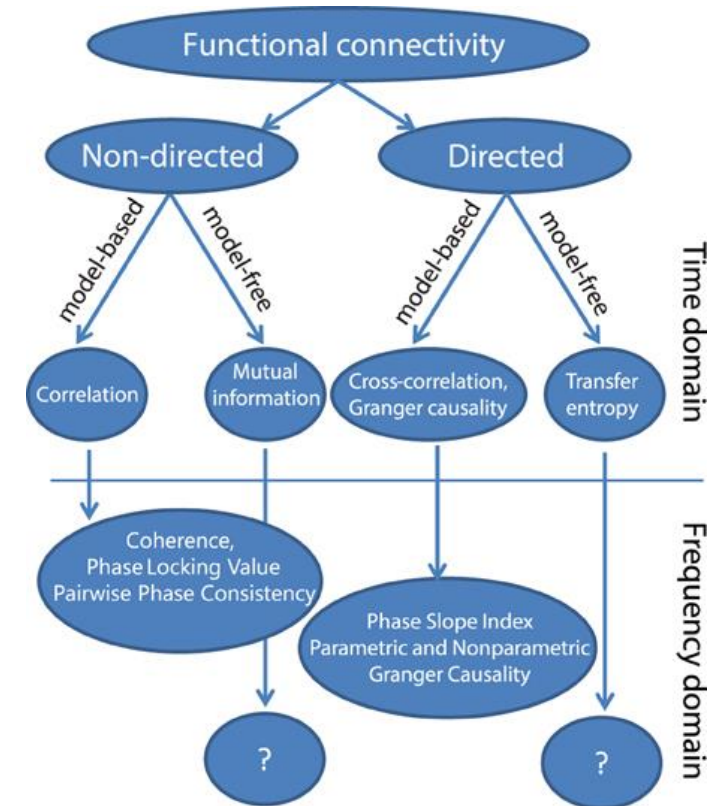 Functional connectivity
Non-directed
Directed
model-based
model-free
model-based
model-free
Time domain
Correlation
Mutual
information
Cross-correlation,
Granger causality
Transfer
entropy
Frequency domain
Coherence,
Phase Locking Value
Pairwise Phase Consistency
Phase Slope Index
Parametric and Nonparametric
Granger Causality
?
?